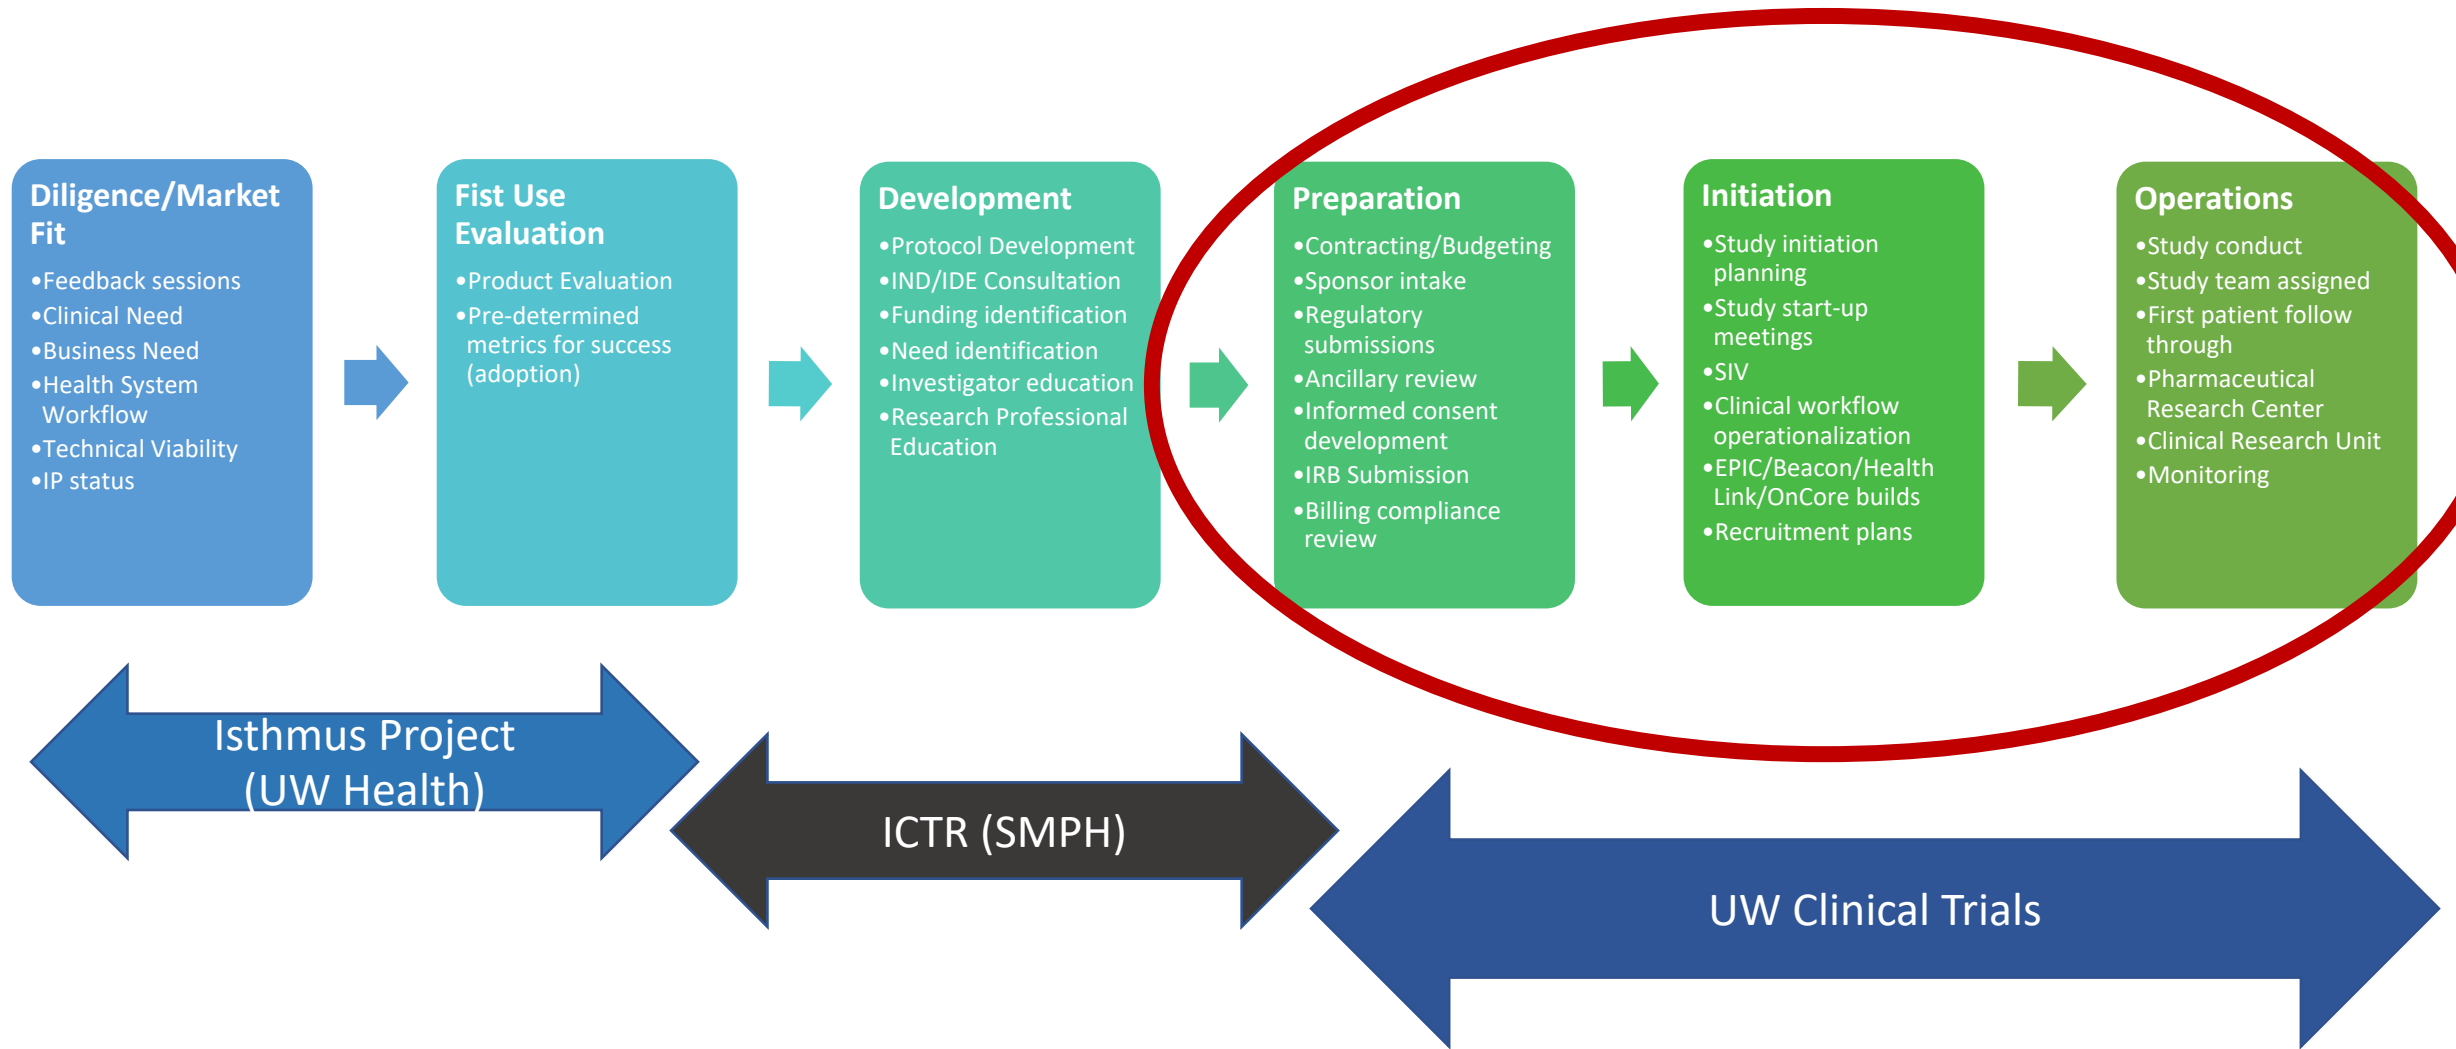 Diligence/Market
Fit
•Feedback sessions
•Clinical Need
•Business Need
•Health System
Workflow
•Technical Viability
•IP status
Fist Use
Evaluation
•Product Evaluation
•Pre-determined
metrics for success
(adoption)
Development
•Protocol Development
•IND/IDE Consultation
•Funding identification
•Need identification
•Investigator education
•Research Professional
Education
Preparation
•Contracting/Budgeting
•Sponsor intake
•Regulatory
submissions
•Ancillary review
•Informed consent
development
•IRB Submission
•Billing compliance
review
Initiation
•Study initiation
planning
•Study start-up
meetings
•SIV
•Clinical workflow
operationalization
•EPIC/Beacon/Health
Link/OnCore builds
•Recruitment plans
Operations
•Study conduct
•Study team assigned
•First patient follow
through
•Pharmaceutical
Research Center
•Clinical Research Unit
•Monitoring
Isthmus Project
(UW Health)
ICTR (SMPH)
UW Clinical Trials